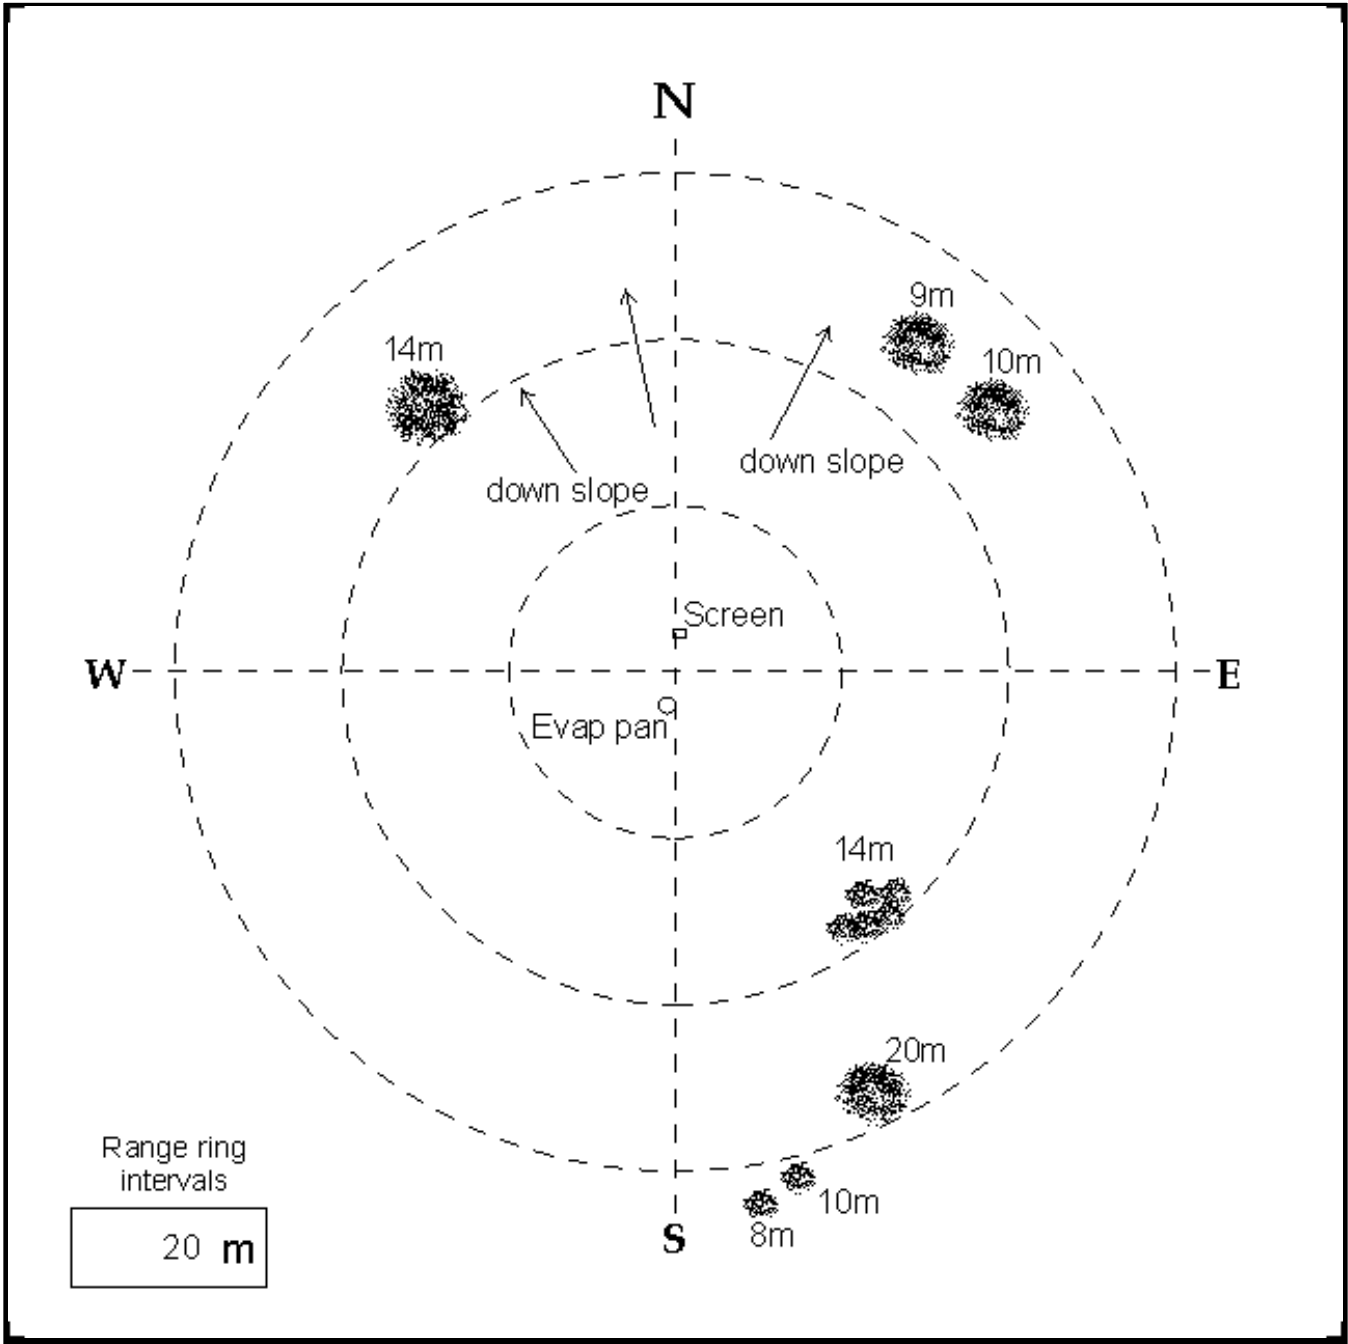 N
9m
14m
10m
down slope
down slope
Screen
W
E
Evap pan
14m
20m
Range ring
intervals
10m
8m
S
20 m